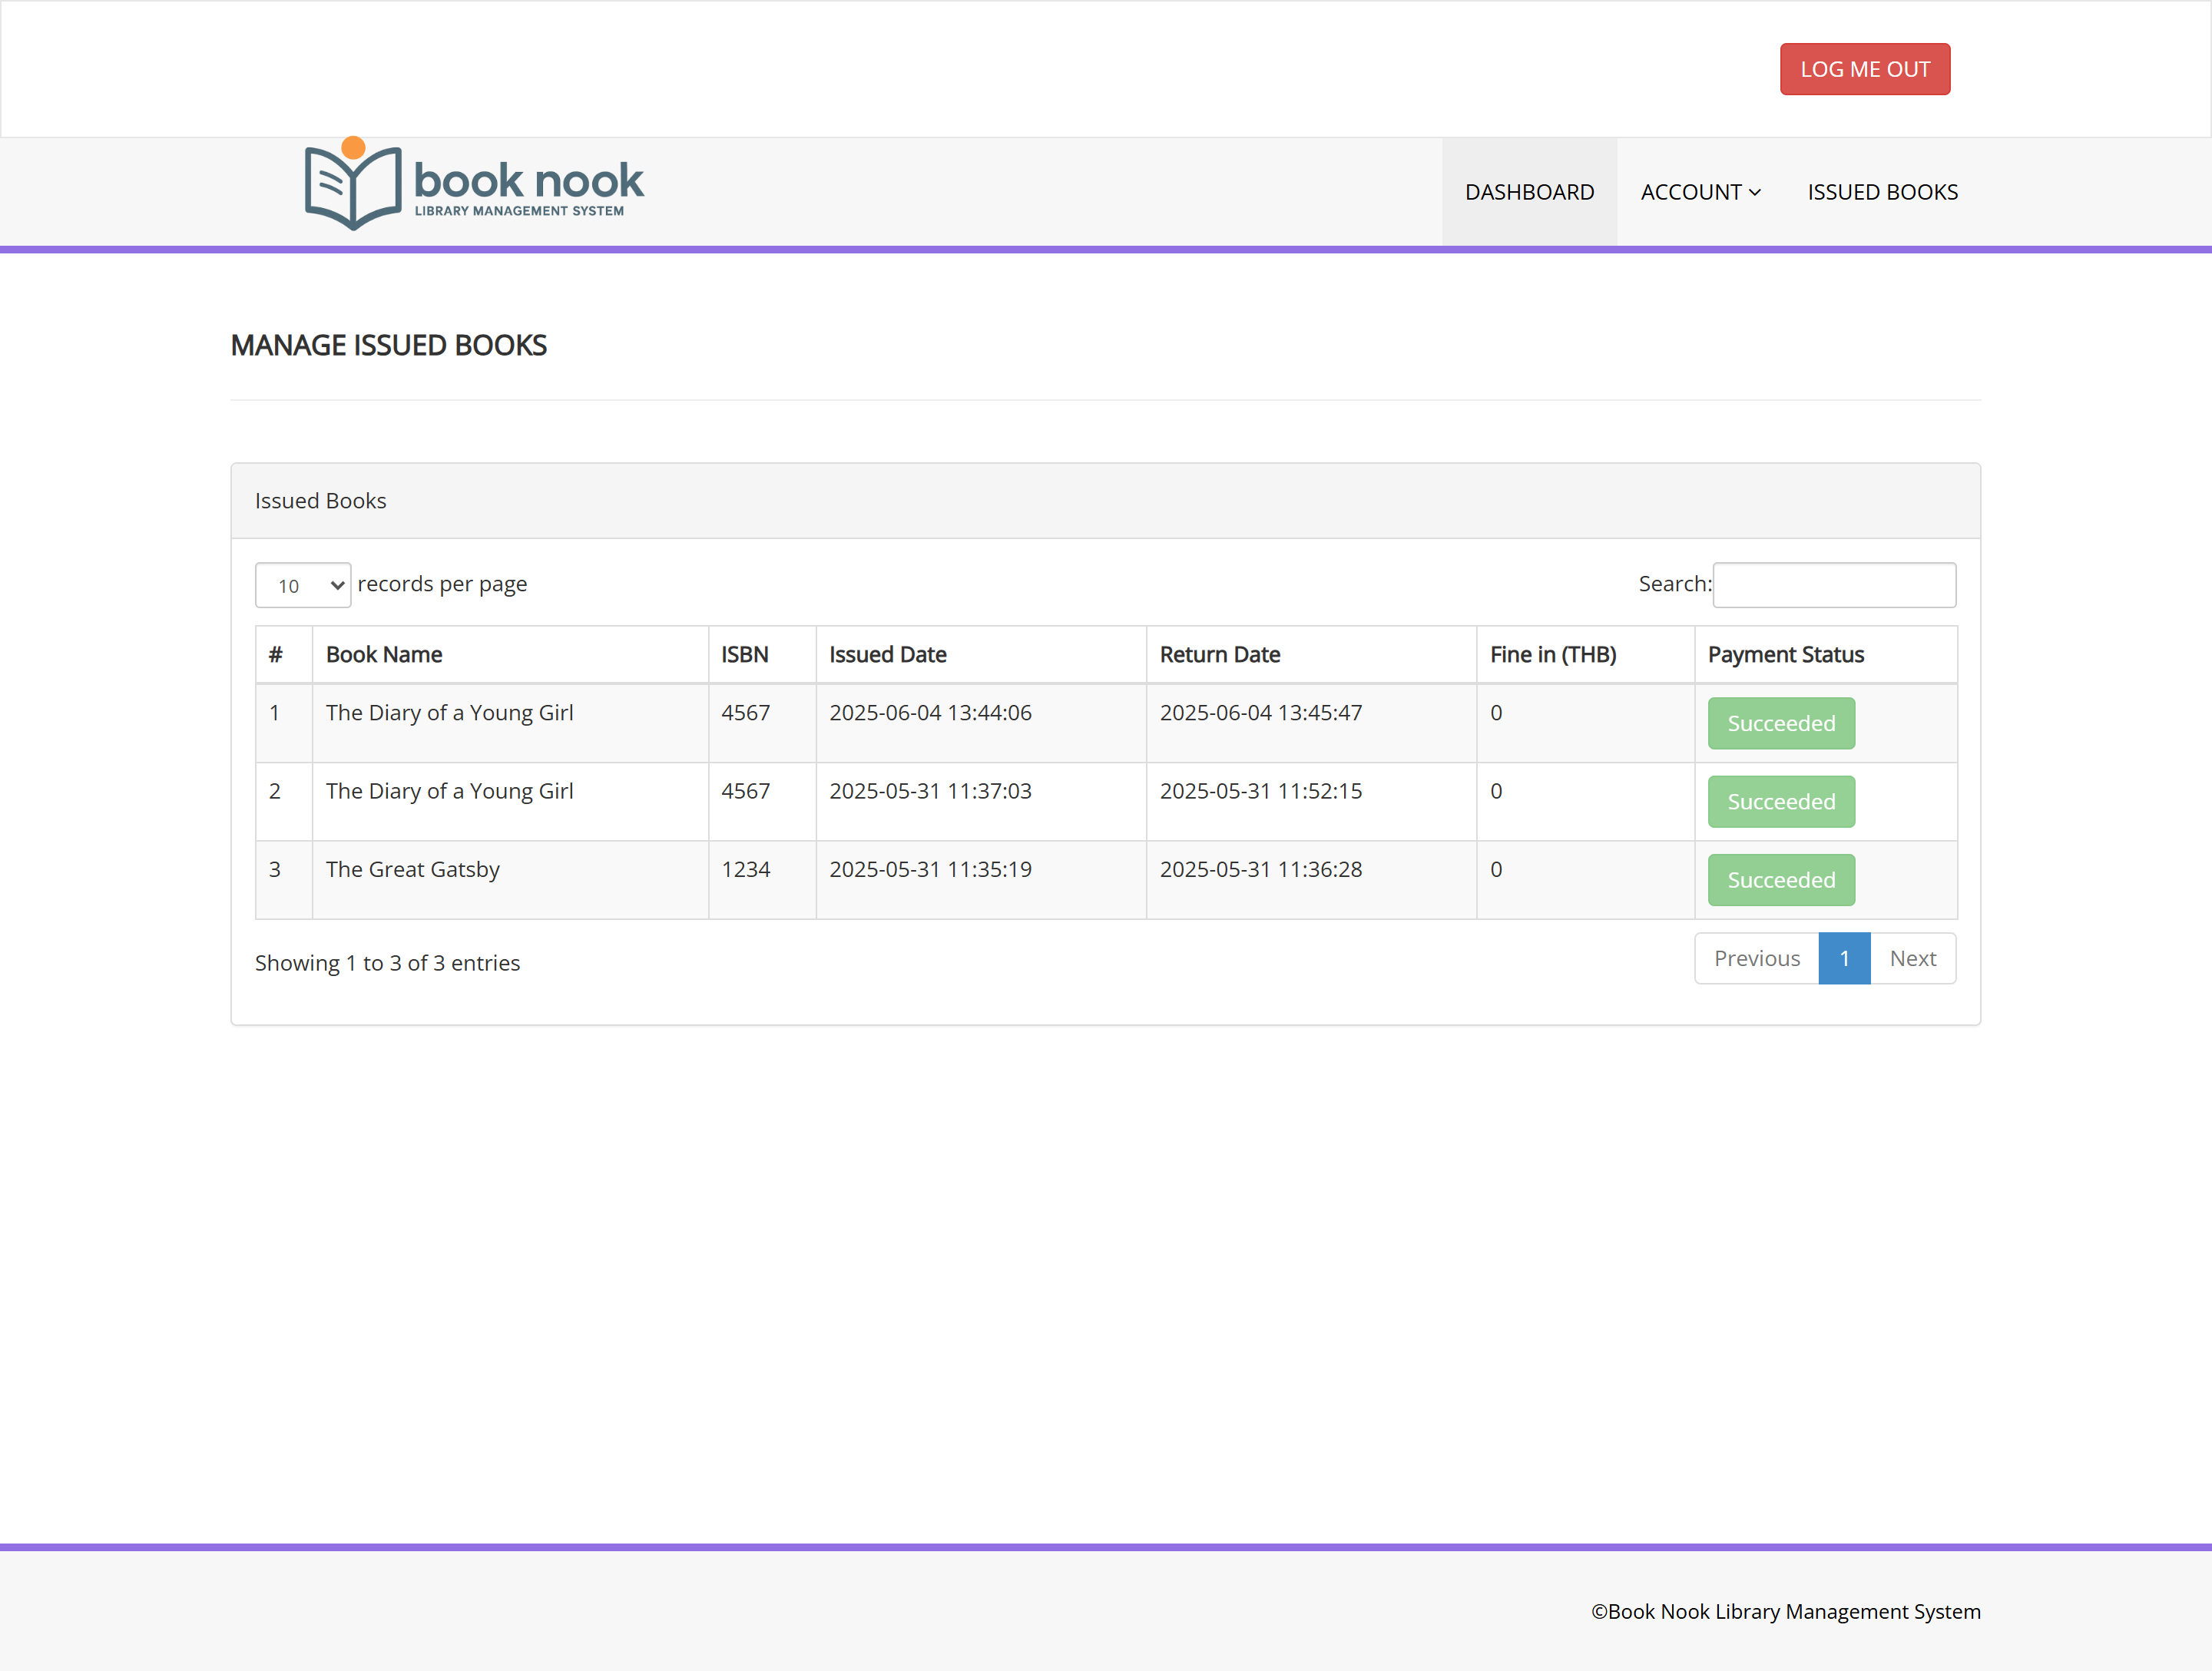 LOG ME OUT
book nook
LIBRARY MANAGEMENT SYSTEM
DASHBOARD ACCOUNT ISSUED BOOKS
MANAGE ISSUED BOOKS
Issued Books
10 records per page Search:
# Book Name ISBN Issued Date Return Date Fine in (THB) Payment Status
1 The Diary of a Young Girl 4567 2025-06-04 13:44:06 2025-06-04 13:45:47 0 Succeeded
2 The Diary of a Young Girl 4567 2025-05-31 11:37:03 2025-05-31 11:52:15 0 Succeeded
3 The Great Gatsby 1234 2025-05-31 11:35:19 2025-05-31 11:36:28 0 Succeeded
Showing 1 to 3 of 3 entries Previous 1 Next
©Book Nook Library Management System